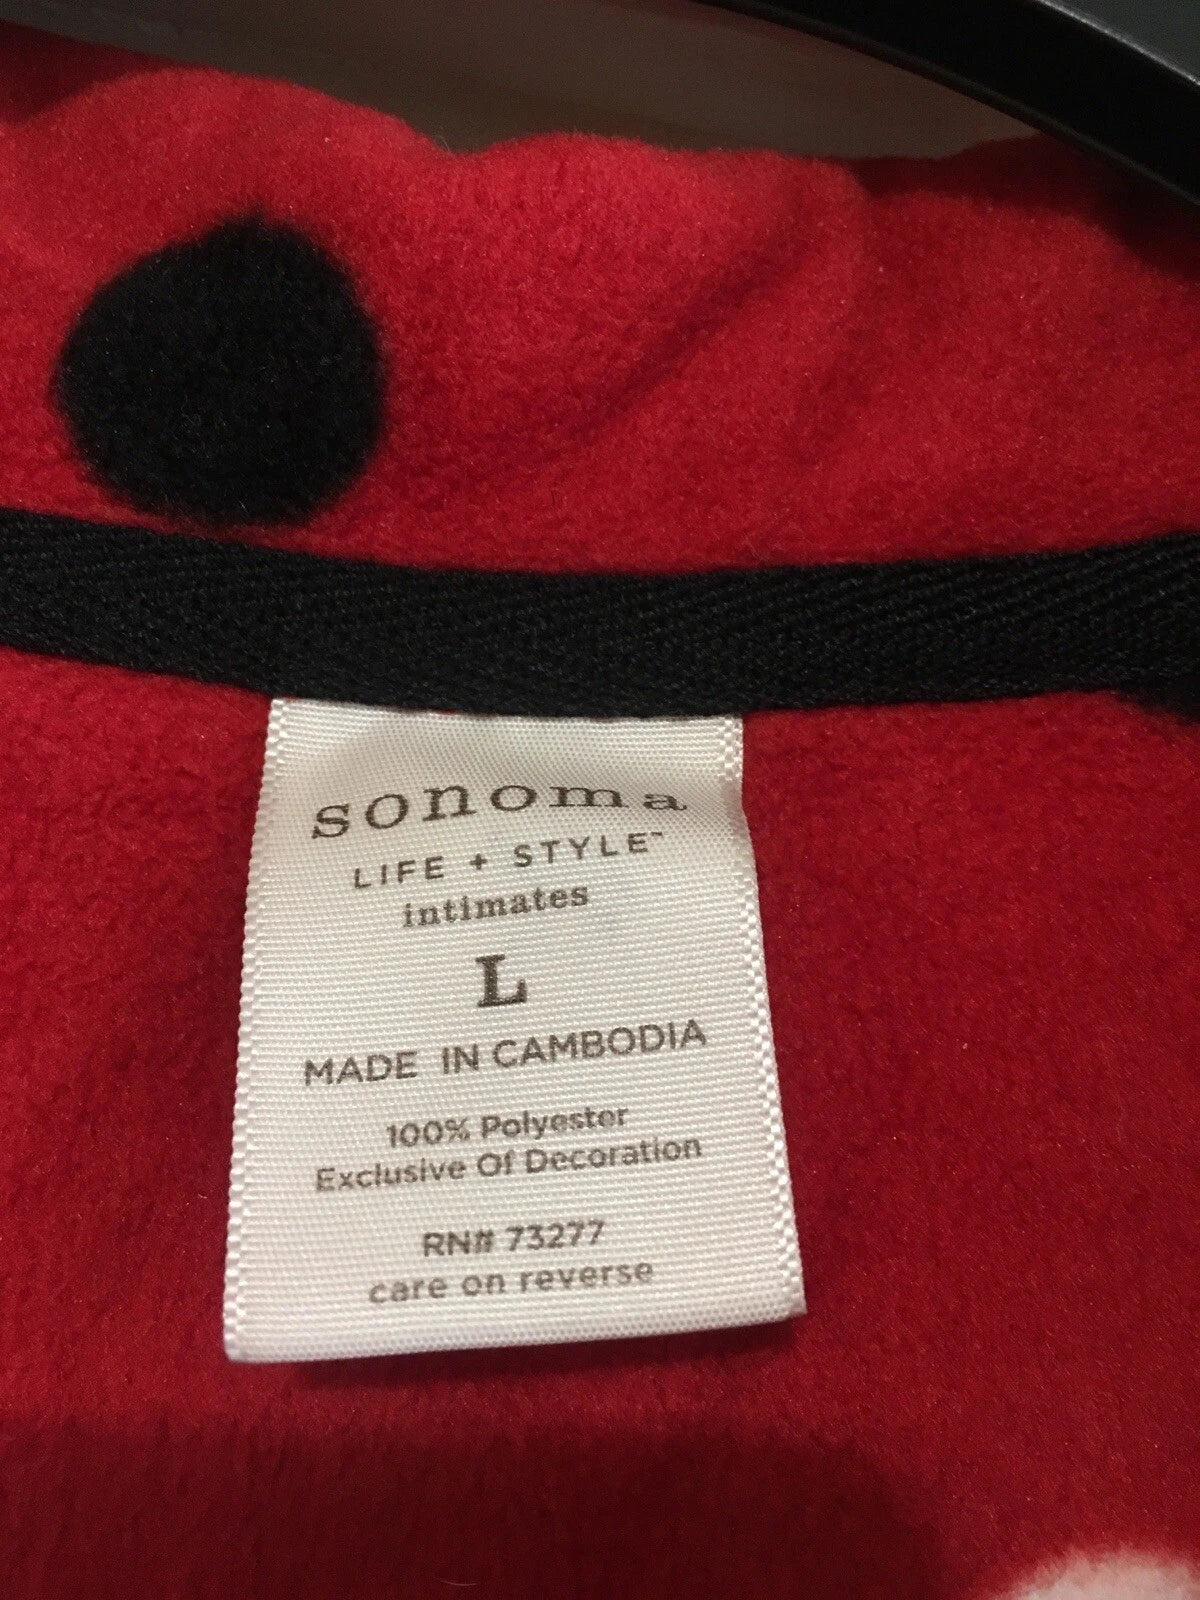 sonoma
LIFE + STYLE™
intimates
L
MADE IN CAMBODIA
100% Polyester
Exclusive Of Decoration
RN# 73277
care on reverse